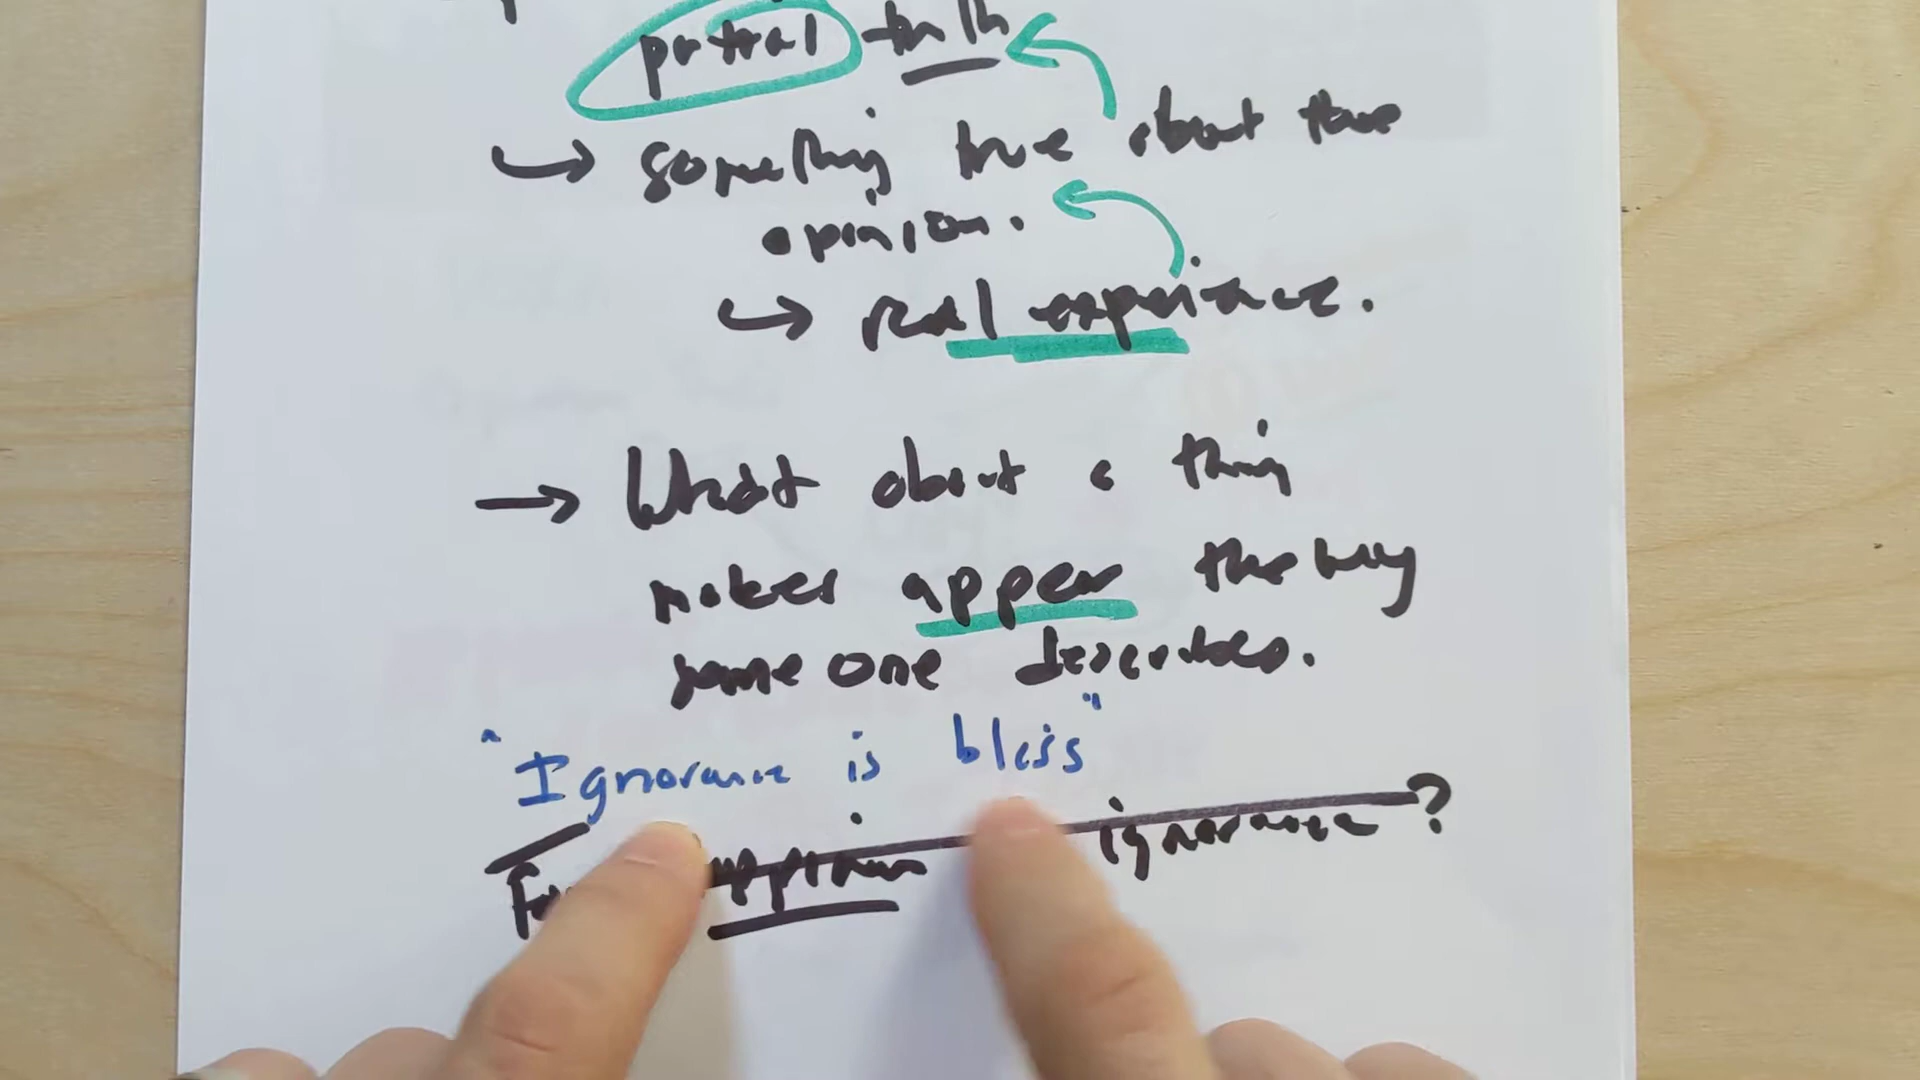 partial truth
↪ something true about those
opinion.
↪ real experience.
→ What about a thing
makes appear the way
someone describes.
"Ignorance is bliss"
ignorance?